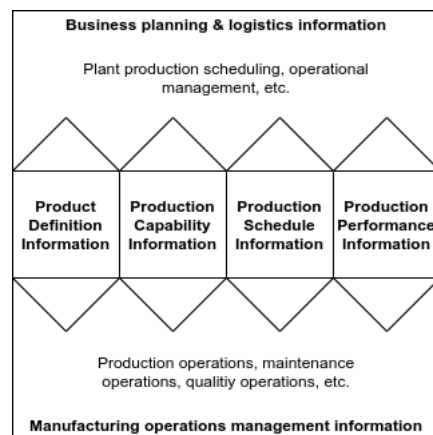 Business planning & logistics information
Plant production scheduling, operational
management, etc.
Product
Definition
Information
Production
Capability
Information
Production
Schedule
Information
Production
Performance
Information
Production operations, maintenance
operations, qualitiy operations, etc.
Manufacturing operations management information